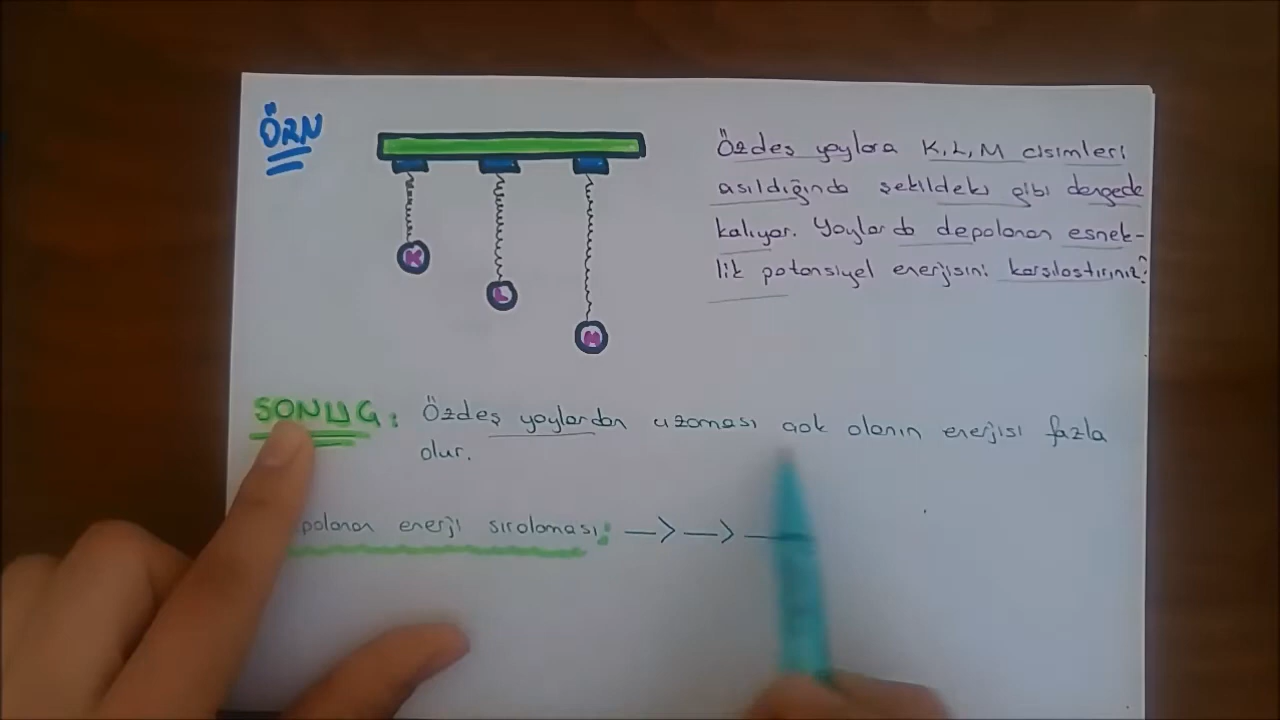 ÖRN
Özdeş yaylara K, L, M cisimleri
asıldığında şekildeki gibi dengede
kalıyor. Yaylarda depolanan esnek-
lik potansiyel enerjisini karşılaştırınız?
K
L
M
SONUÇ: Özdeş yaylardan uzaması çok olanın enerjisi fazla
olur.
polanan enerji sıralaması: _>_>_